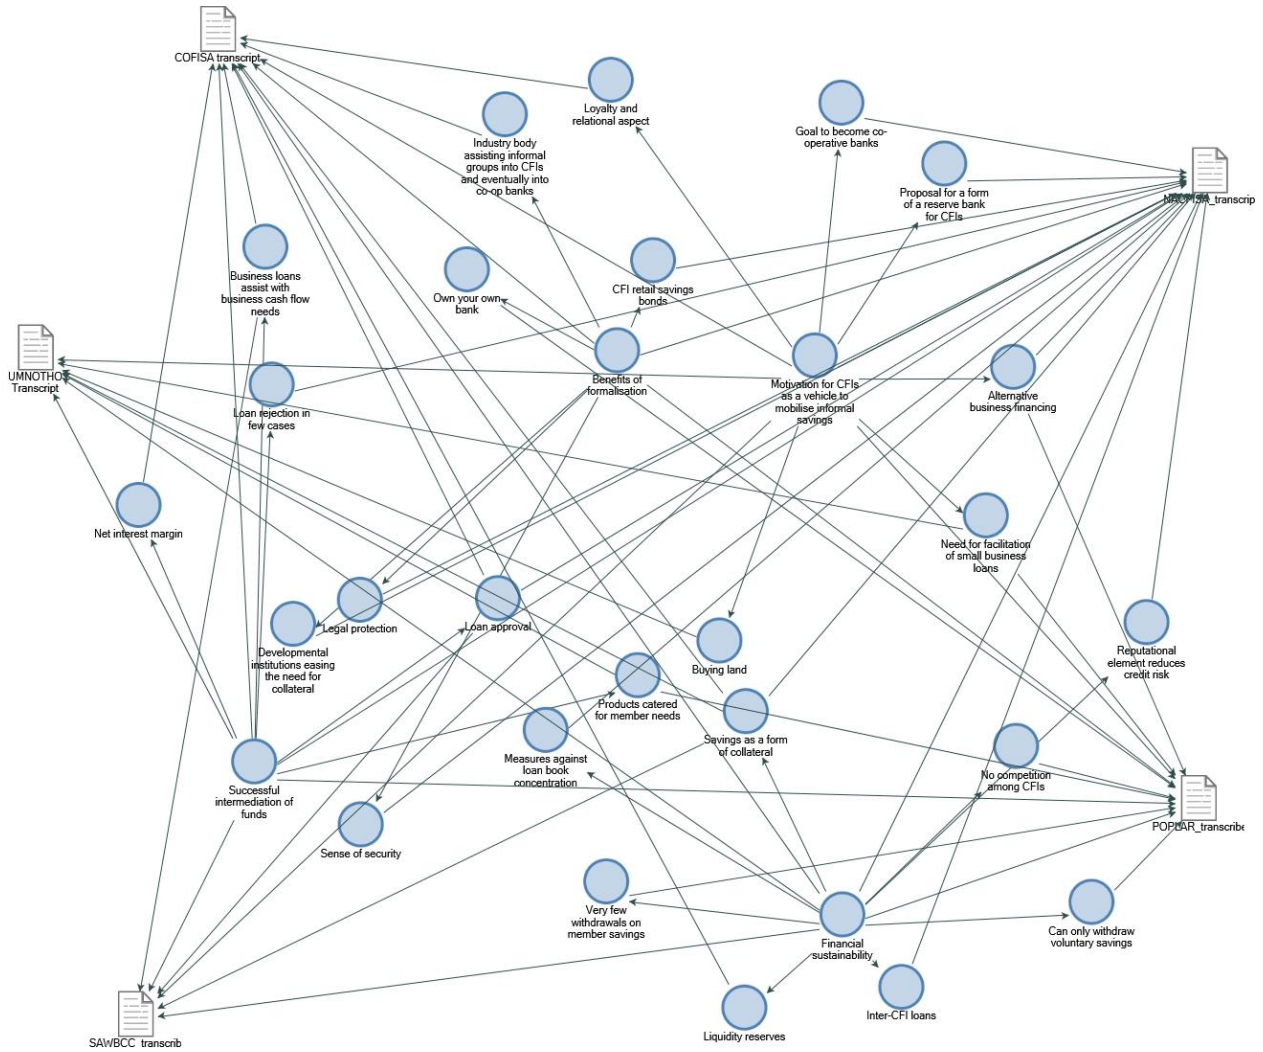 COFISA transcript
Loyalty and
relational aspect
Industry body
assisting informal
groups into CFIs
and eventually into
co-op banks
Goal to become co-
operative banks
Proposal for a form
of a reserve bank
for CFIs
NACFISA_transcrip
Business loans
assist with
business cash flow
needs
Own your own
bank
CFI retail savings
bonds
UMNOTHO
Transcript
Benefits of
formalisation
Motivation for CFIs
as a vehicle to
mobilise informal
savings
Alternative
business financing
Loan rejection in
few cases
Net interest margin
Need for facilitation
of small business
loans
Legal protection
Loan approval
Developmental
institutions easing
the need for
collateral
Buying land
Reputational
element reduces
credit risk
Products catered
for member needs
Savings as a form
of collateral
Measures against
loan book
concentration
No competition
among CFIs
Successful
intermediation of
funds
POPLAR_transcribe
Sense of security
Very few
withdrawals on
member savings
Can only withdraw
voluntary savings
Financial
sustainability
Inter-CFI loans
Liquidity reserves
SAWBCC_transcrib